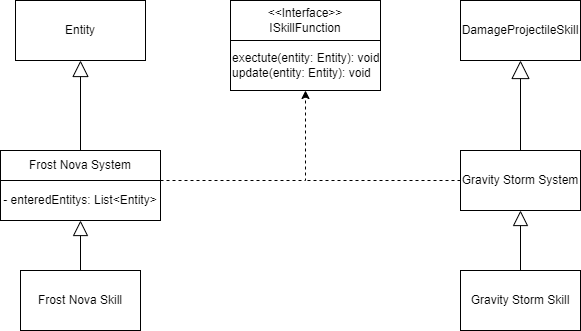 Entity
<<Interface>>
ISkillFunction
exectute(entity: Entity): void
update(entity: Entity): void
DamageProjectileSkill
Frost Nova System
- enteredEntitys: List<Entity>
Gravity Storm System
Frost Nova Skill
Gravity Storm Skill